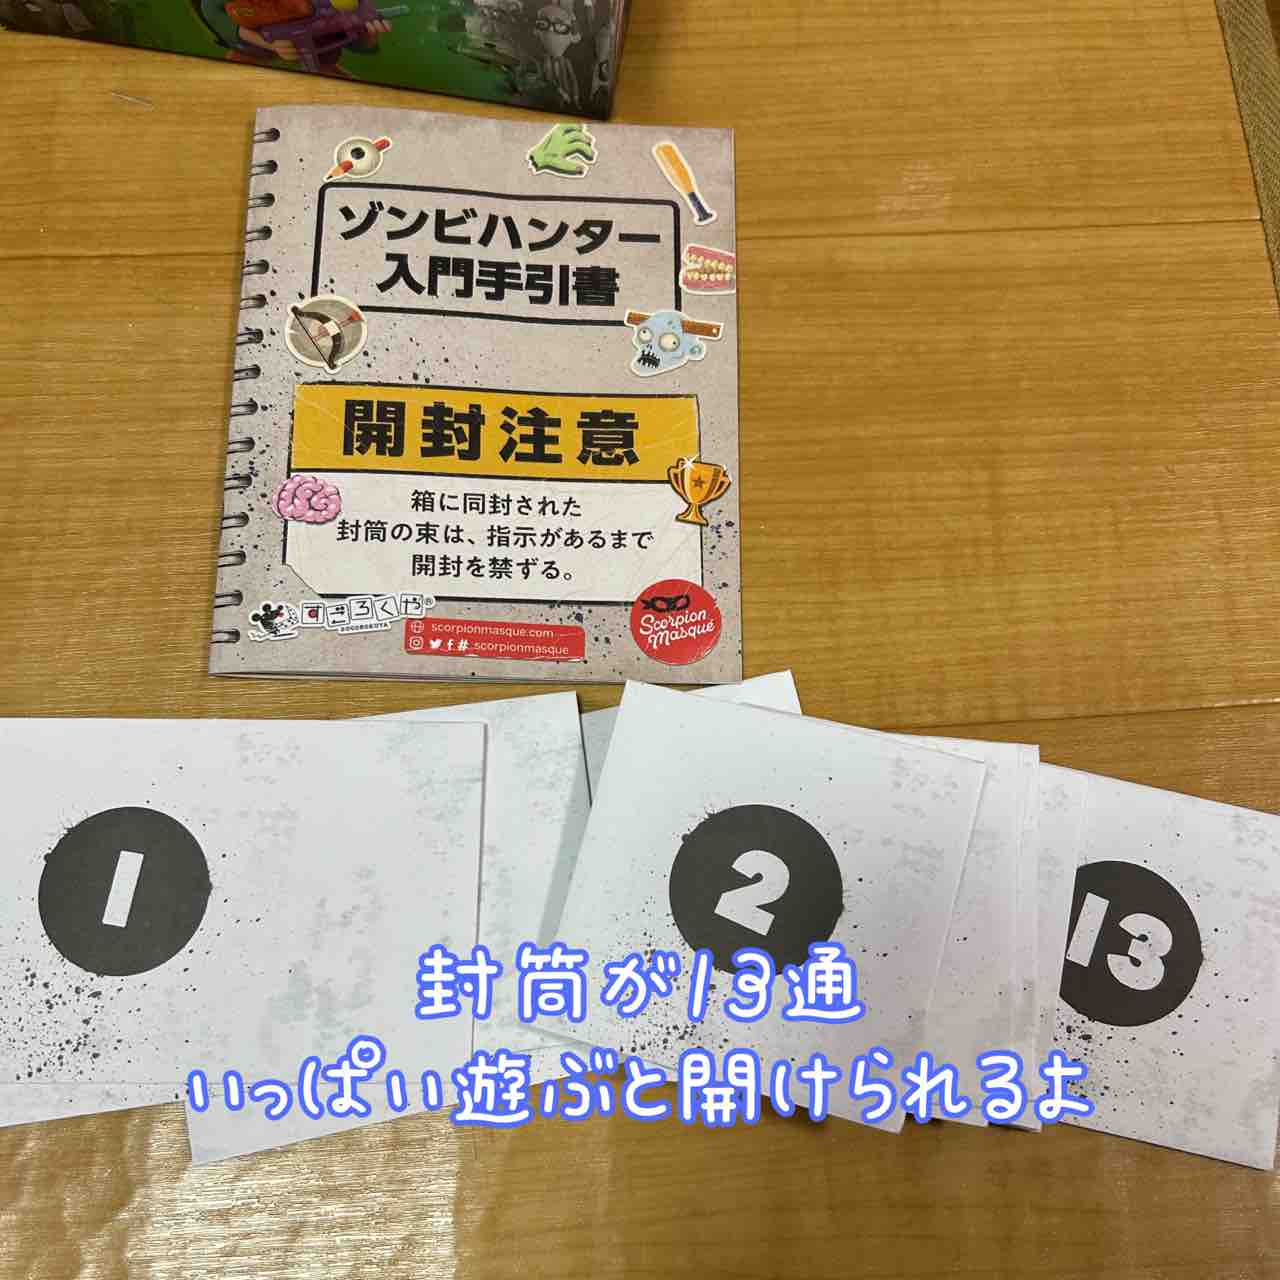 ゾンビハンター
入門手引書
開封注意
箱に同封された
封筒の束は、指示があるまで
開封を禁ずる。
すごろくや®
SUGOROKUYA
scorpionmasque.com
scorpionmasque
Scorpion
Masqué
1
2
13
封筒が13通
いっぱい遊ぶと開けられるよ